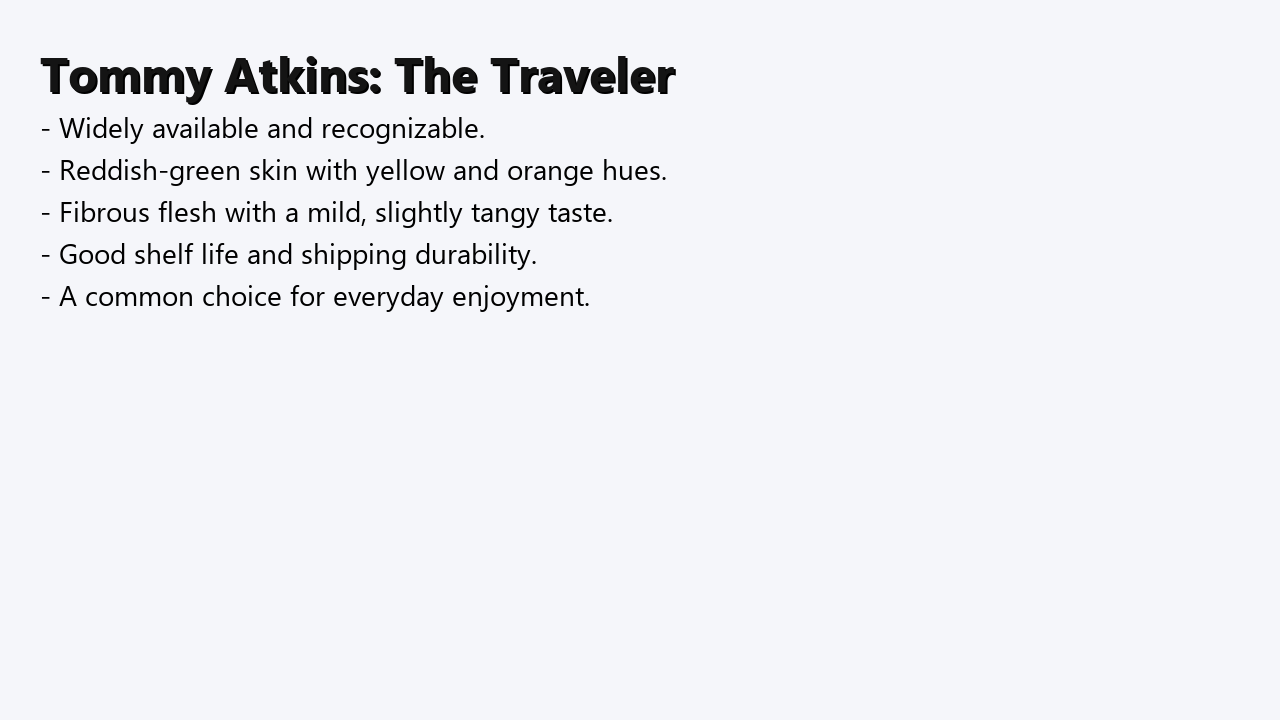 Tommy Atkins: The Traveler
- Widely available and recognizable.
- Reddish-green skin with yellow and orange hues.
- Fibrous flesh with a mild, slightly tangy taste.
- Good shelf life and shipping durability.
- A common choice for everyday enjoyment.